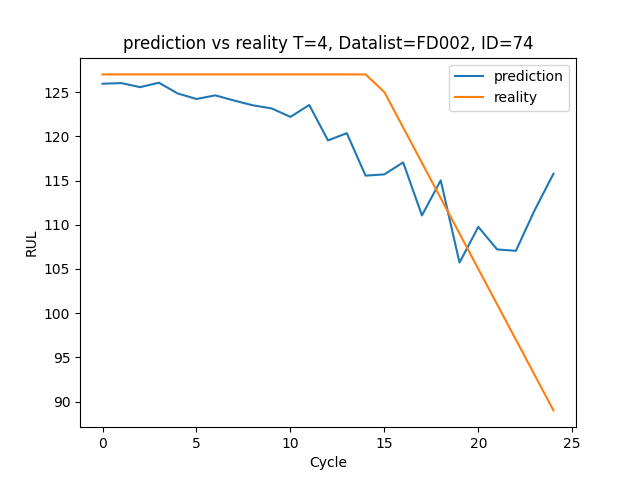 prediction vs reality T=4, Datalist=FD002, ID=74
prediction
reality
125
120
115
110
105
100
95
90
RUL
0 5 10 15 20 25
Cycle